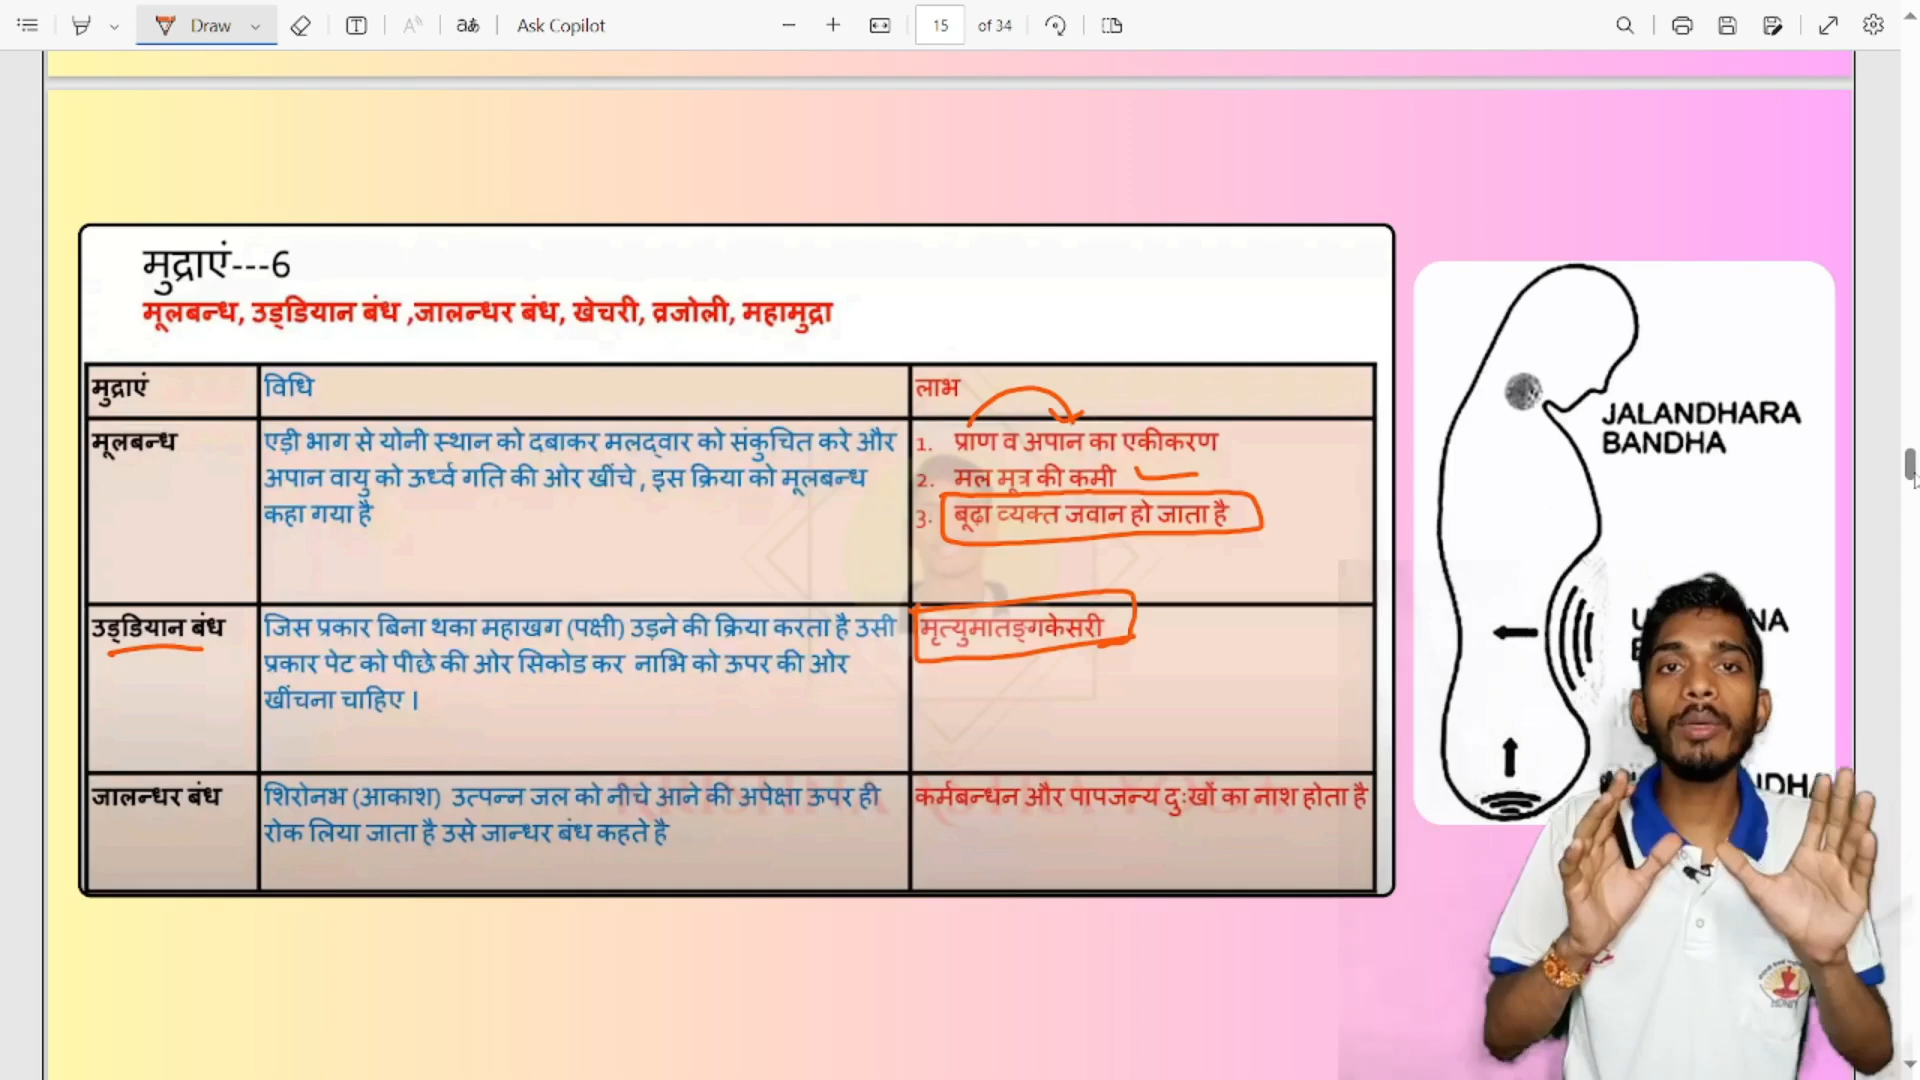 Draw
Ask Copilot
15 of 34
मुद्राएं---6
मूलबन्ध, उड्डियान बंध ,जालन्धर बंध, खेचरी, व्रजोली, महामुद्रा
मुद्राएं
विधि
लाभ
मूलबन्ध
एड़ी भाग से योनी स्थान को दबाकर मलद्वार को संकुचित करे और
अपान वायु को ऊर्ध्व गति की ओर खींचे , इस क्रिया को मूलबन्ध
कहा गया है
1. प्राण व अपान का एकीकरण
2. मल मूत्र की कमी
3. बूढ़ा व्यक्त जवान हो जाता है
उड्डियान बंध
जिस प्रकार बिना थका महाखग (पक्षी) उड़ने की क्रिया करता है उसी
प्रकार पेट को पीछे की ओर सिकोड कर नाभि को ऊपर की ओर
खींचना चाहिए ।
मृत्युमातङ्गकेसरी
जालन्धर बंध
शिरोनभ (आकाश) उत्पन्न जल को नीचे आने की अपेक्षा ऊपर ही
रोक लिया जाता है उसे जान्धर बंध कहते है
कर्मबन्धन और पापजन्य दुःखों का नाश होता है
JALANDHARA
BANDHA